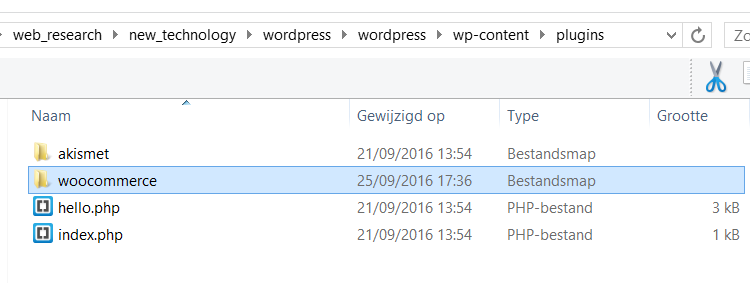 web_research new_technology wordpress wordpress wp-content plugins Zo
Naam Gewijzigd op Type Grootte
akismet 21/09/2016 13:54 Bestandsmap
woocommerce 25/09/2016 17:36 Bestandsmap
hello.php 21/09/2016 13:54 PHP-bestand 3 kB
index.php 21/09/2016 13:54 PHP-bestand 1 kB